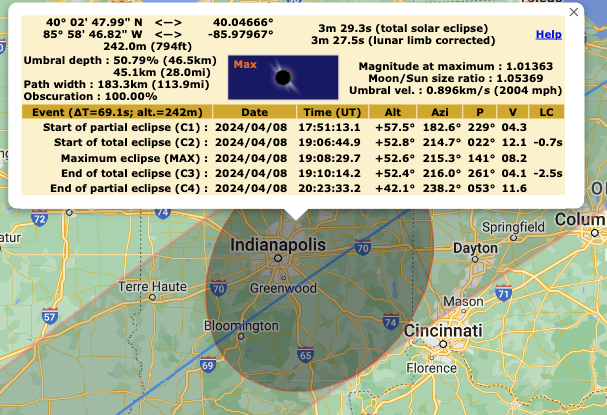 40° 02' 47.99" N <—> 40.04666°
85° 58' 46.82" W <—> -85.97967°
242.0m (794ft)
3m 29.3s (total solar eclipse)
3m 27.5s (lunar limb corrected)
Help
Umbral depth : 50.79% (46.5km)
45.1km (28.0mi)
Path width : 183.3km (113.9mi)
Obscuration : 100.00%
Max
Magnitude at maximum : 1.01363
Moon/Sun size ratio : 1.05369
Umbral vel. : 0.896km/s (2004 mph)
Event (ΔT=69.1s; alt.=242m) Date Time (UT) Alt Azi P V LC
Start of partial eclipse (C1) : 2024/04/08 17:51:13.1 +57.5° 182.6° 229° 04.3
Start of total eclipse (C2) : 2024/04/08 19:06:44.9 +52.8° 214.7° 022° 12.1 -0.7s
Maximum eclipse (MAX) : 2024/04/08 19:08:29.7 +52.6° 215.3° 141° 08.2
End of total eclipse (C3) : 2024/04/08 19:10:14.2 +52.4° 216.0° 261° 04.1 -2.5s
End of partial eclipse (C4) : 2024/04/08 20:23:33.2 +42.1° 238.2° 053° 11.6
72
74
Springfield
Colum
Indianapolis
70
Dayton
Terre Haute
70
Greenwood
71
Mason
57
Bloomington
74
Cincinnati
65
69
Florence